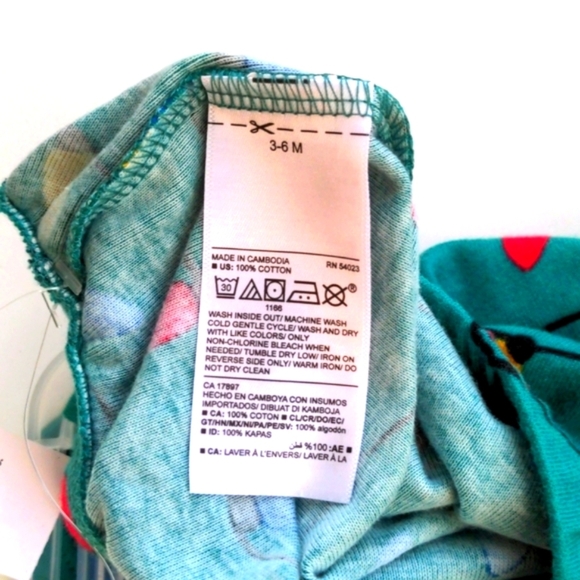 3-6 M
MADE IN CAMBODIA RN 54023
■ US: 100% COTTON
30
1166
WASH INSIDE OUT/ MACHINE WASH
COLD GENTLE CYCLE/ WASH AND DRY
WITH LIKE COLORS/ ONLY
NON-CHLORINE BLEACH WHEN
NEEDED/ TUMBLE DRY LOW/ IRON ON
REVERSE SIDE ONLY/ WARM IRON/ DO
NOT DRY CLEAN
CA 17897
HECHO EN CAMBOYA CON INSUMOS
IMPORTADOS/ DIBUAT DI KAMBOJA
■ CA: 100% COTON ■ CL/CR/DO/EC/
GT/HN/MX/NI/PA/PE/SV: 100% algodón
■ ID: 100% KAPAS
■ AE: 100% قطن
■ CA: LAVER À L'ENVERS/ LAVER À LA